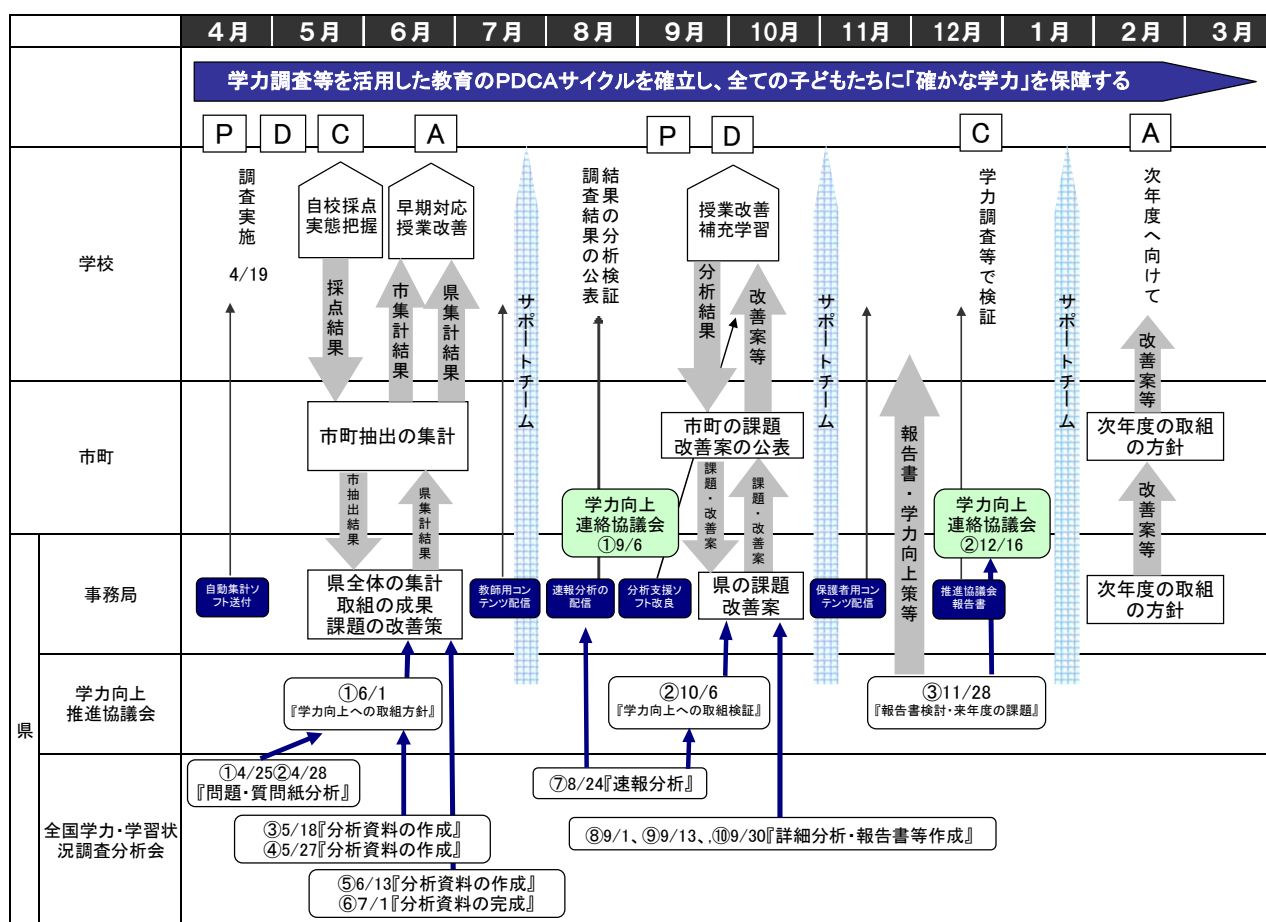 4月
5月
6月
7月
8月
9月
10月
11月
12月
1月
2月
3月
学力調査等を活用した教育のPDCAサイクルを確立し、全ての子どもたちに「確かな学力」を保障する
P
D
C
A
P
D
C
A
学校
調査実施
4/19
自校採点
実態把握
早期対応
授業改善
採点結果
市集計結果
県集計結果
サポートチーム
結果の分析検証
調査結果の公表
授業改善
補充学習
分析結果
改善案等
サポートチーム
学力調査等で検証
サポートチーム
次年度へ向けて
改善案等
市町
市町抽出の集計
市抽出結果
県集計結果
市町の課題
改善案の公表
課題・改善案
課題・改善案
学力向上
連絡協議会
①9/6
報告書・学力向上策等
学力向上
連絡協議会
②12/16
次年度の取組
の方針
改善案等
県
事務局
自動集計ソ
フト送付
県全体の集計
取組の成果
課題の改善策
教師用コン
テンツ配信
速報分析の
配信
分析支援ソ
フト改良
県の課題
改善案
保護者用コ
ンテンツ配信
推進協議会
報告書
次年度の取組
の方針
学力向上
推進協議会
①6/1
『学力向上への取組方針』
②10/6
『学力向上への取組検証』
③11/28
『報告書検討・来年度の課題』
全国学力・学習状
況調査分析会
①4/25②4/28
『問題・質問紙分析』
③5/18『分析資料の作成』
④5/27『分析資料の作成』
⑤6/13『分析資料の作成』
⑥7/1『分析資料の完成』
⑦8/24『速報分析』
⑧9/1、⑨9/13、,⑩9/30『詳細分析・報告書等作成』